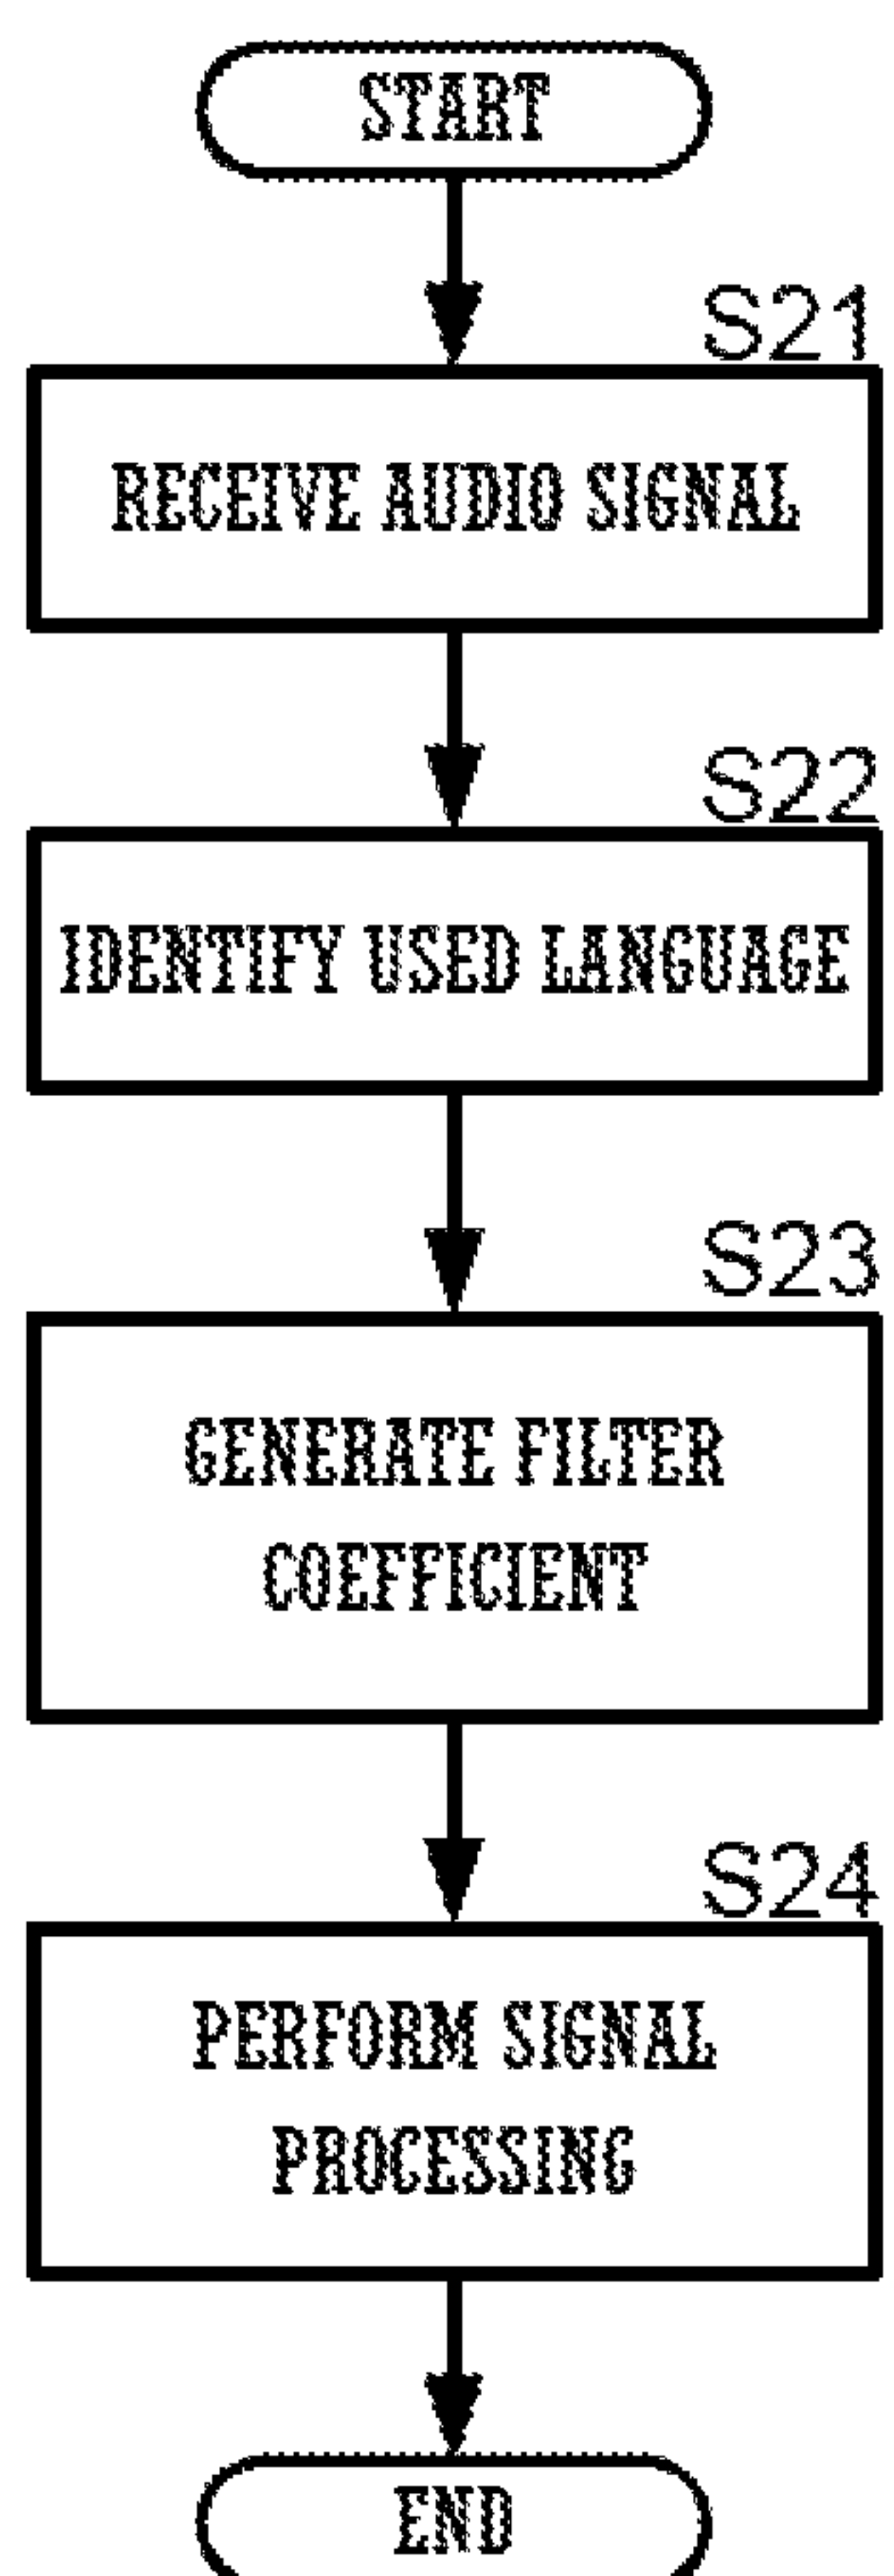 START
S21
RECEIVE AUDIO SIGNAL
S22
IDENTIFY USED LANGUAGE
S23
GENERATE FILTER
COEFFICIENT
S24
PERFORM SIGNAL
PROCESSING
END